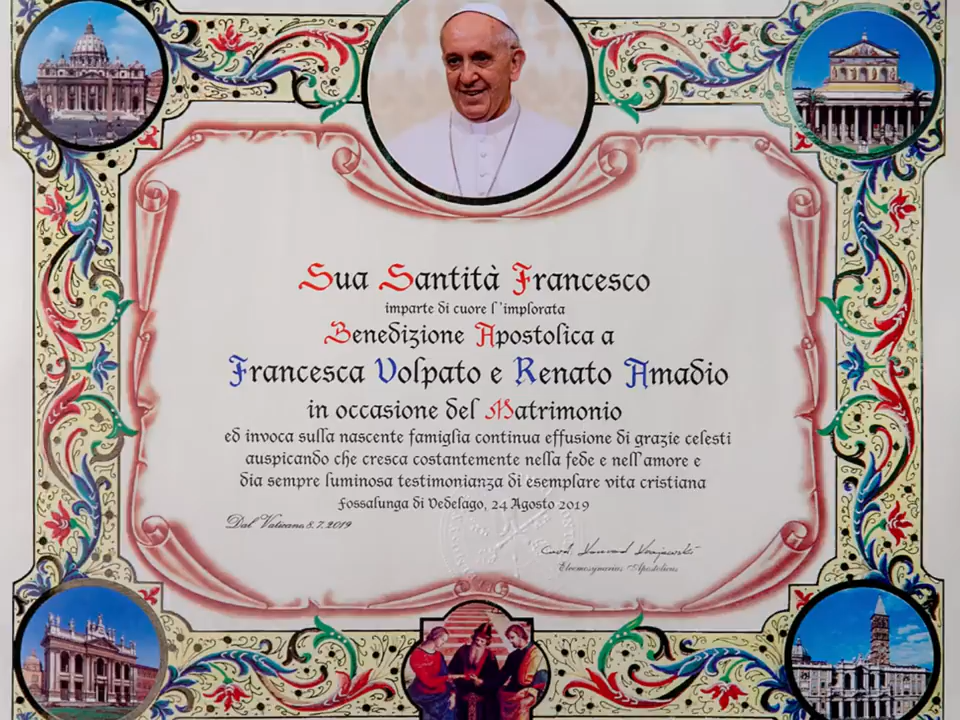 Sua Santità Francesco
imparte di cuore l'implorata
Benedizione Apostolica a
Francesca Volpato e Renato Amadio
in occasione del Matrimonio
ed invoca sulla nascente famiglia continua effusione di grazie celesti
auspicando che cresca costantemente nella fede e nell'amore e
dia sempre luminosa testimonianza di esemplare vita cristiana
Fossalunga di Vedelago, 24 Agosto 2019
Dal Vaticano, 8.7.2019
Eleemosynarius Apostolicus